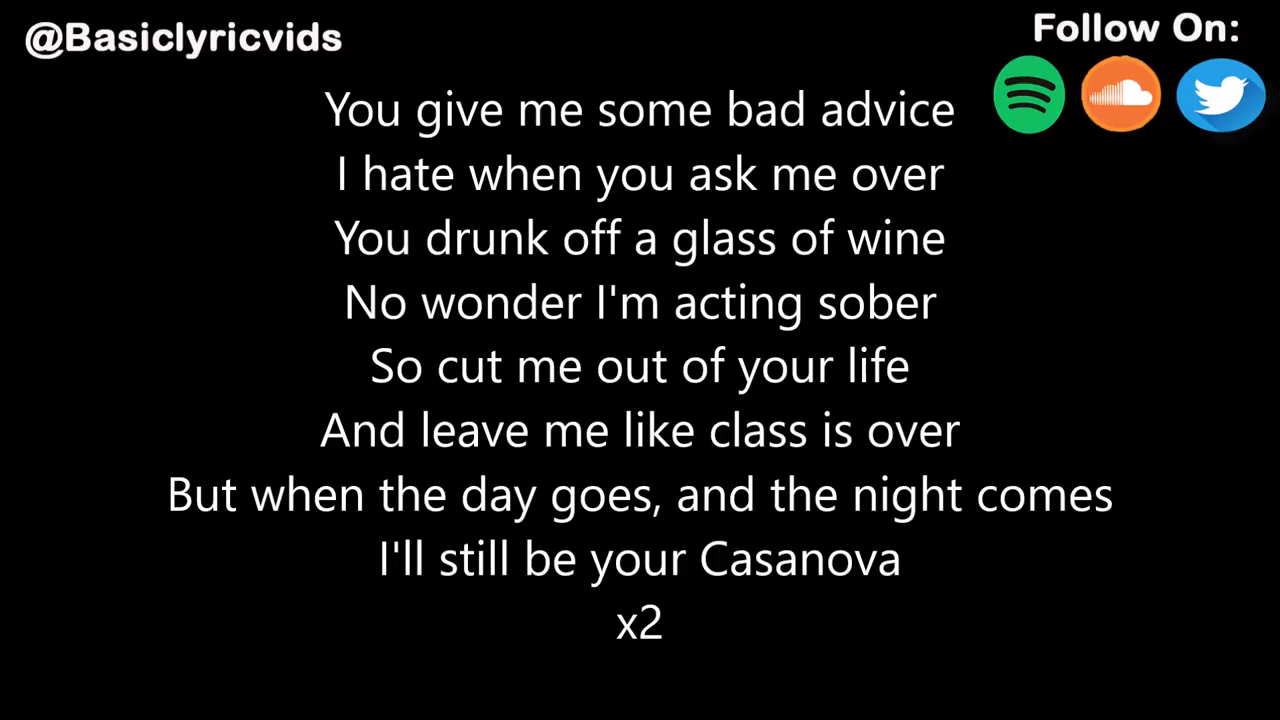 @Basiclyricvids
Follow On:
You give me some bad advice
I hate when you ask me over
You drunk off a glass of wine
No wonder I'm acting sober
So cut me out of your life
And leave me like class is over
But when the day goes, and the night comes
I'll still be your Casanova
x2